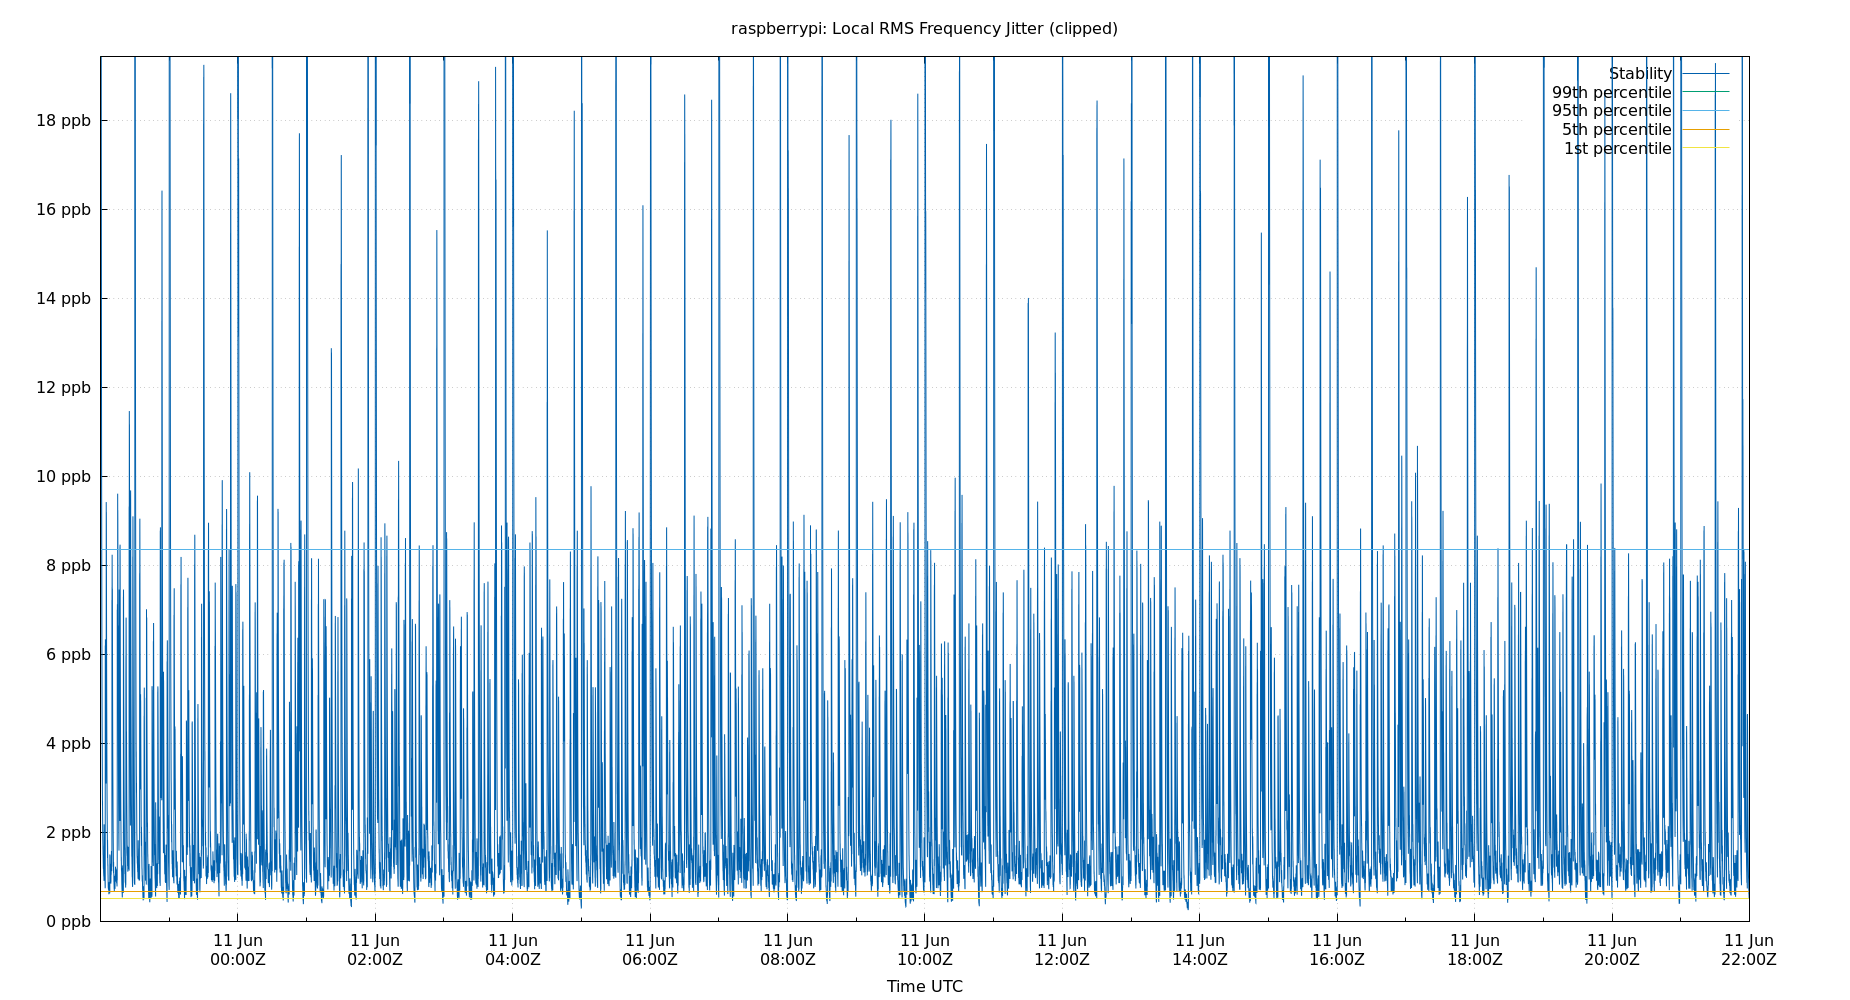 raspberrypi: Local RMS Frequency Jitter (clipped)
Stability
99th percentile
95th percentile
5th percentile
1st percentile
18 ppb
16 ppb
14 ppb
12 ppb
10 ppb
8 ppb
6 ppb
4 ppb
2 ppb
0 ppb
11 Jun 11 Jun 11 Jun 11 Jun 11 Jun 11 Jun 11 Jun 11 Jun 11 Jun 11 Jun 11 Jun 11 Jun
00:00Z 02:00Z 04:00Z 06:00Z 08:00Z 10:00Z 12:00Z 14:00Z 16:00Z 18:00Z 20:00Z 22:00Z
Time UTC